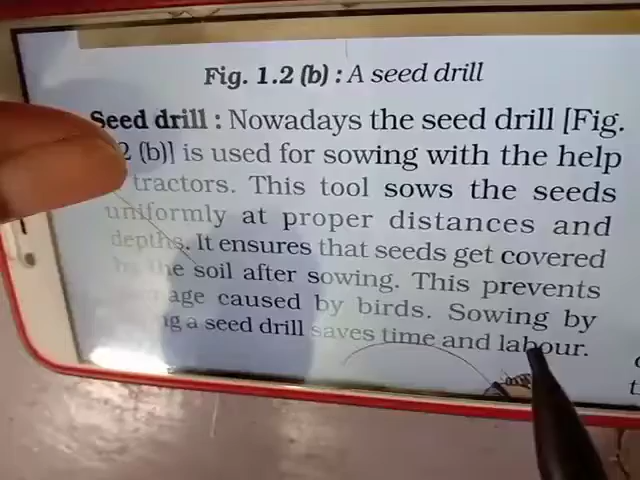 Fig. 1.2 (b) : A seed drill
Seed drill : Nowadays the seed drill [Fig.
2 (b)] is used for sowing with the help
tractors. This tool sows the seeds
uniformly at proper distances and
depths. It ensures that seeds get covered
by the soil after sowing. This prevents
age caused by birds. Sowing by
g a seed drill saves time and labour.